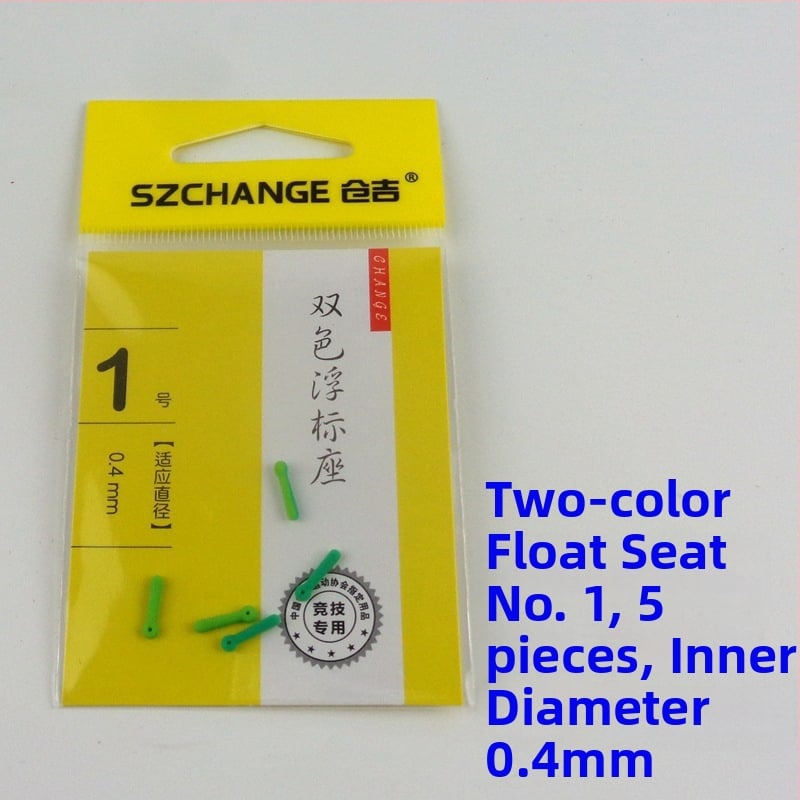 SZCHANGE 仓吉®
CHANGE
双色浮标座
1号
【适应直径】
0.4 mm
竞技
专用
Two-color
Float Seat
No. 1, 5
pieces, Inner
Diameter
0.4mm